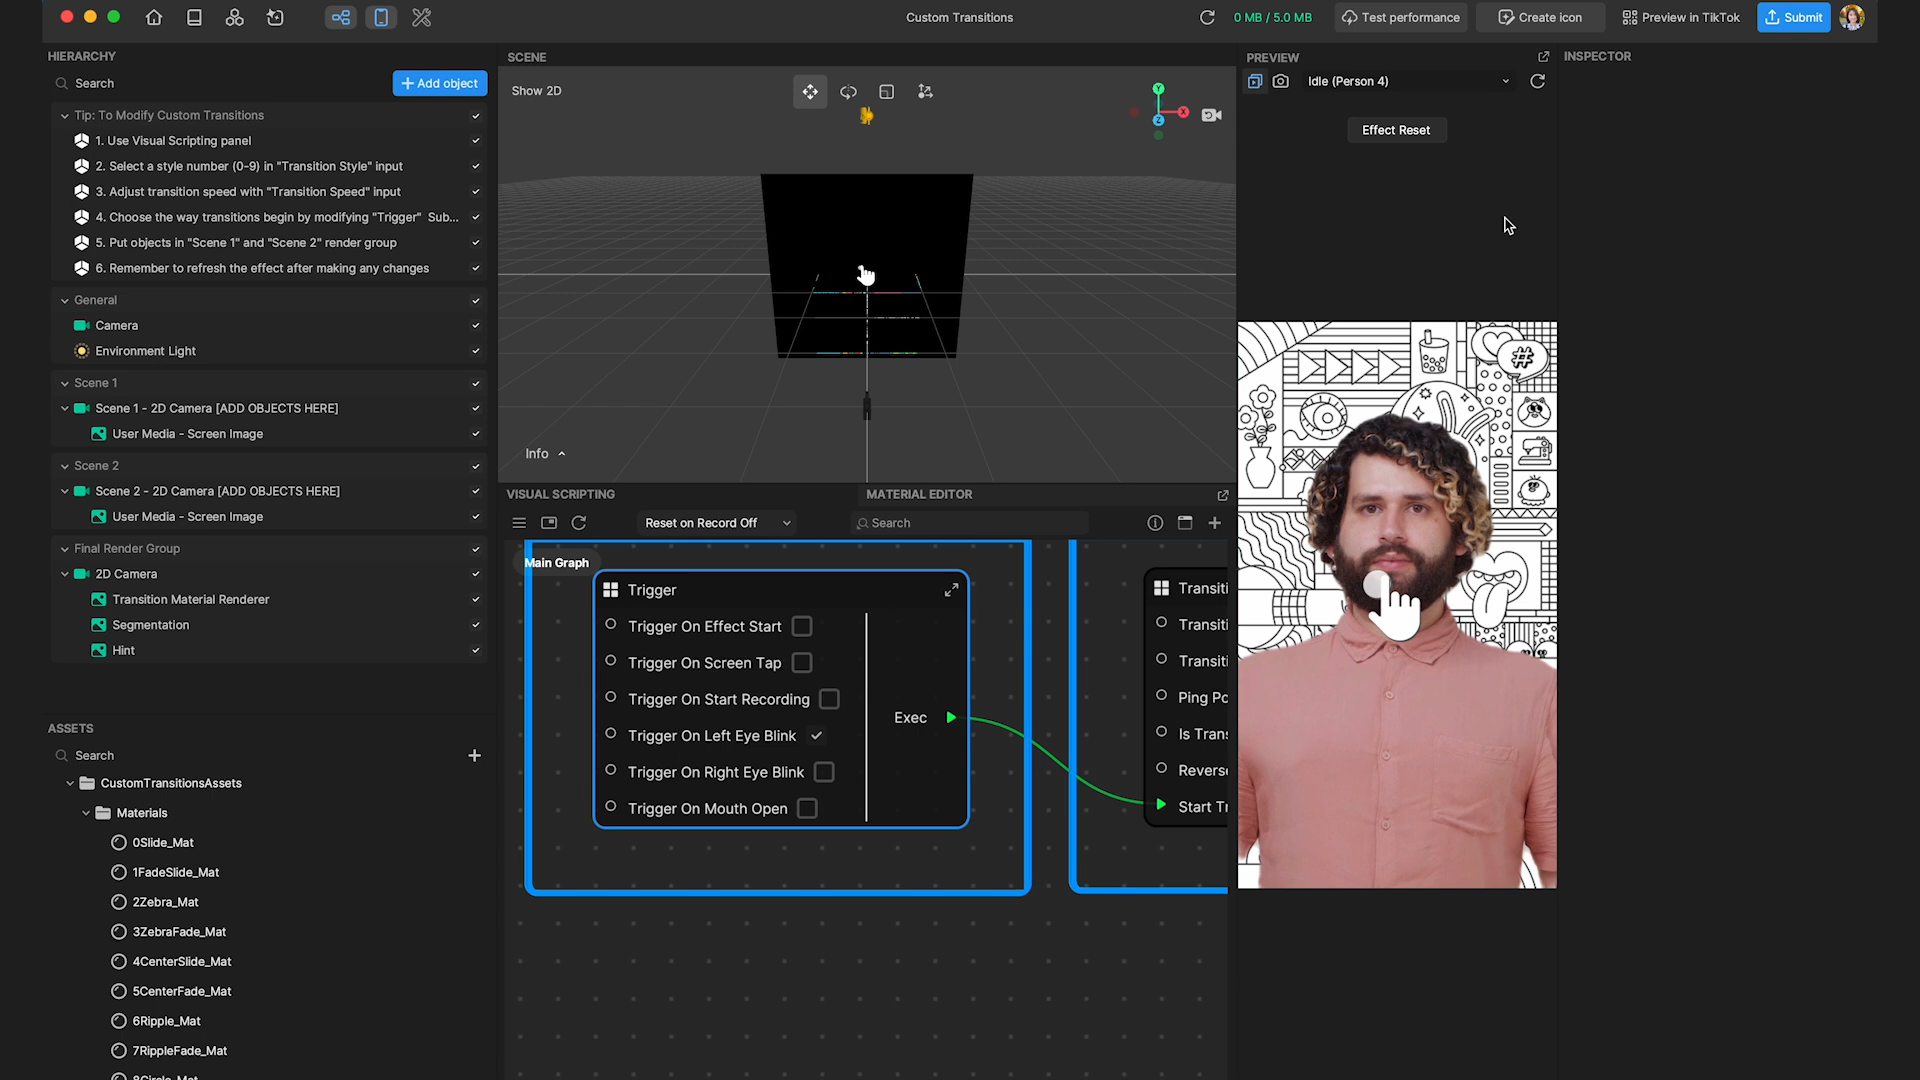 Custom Transitions
0 MB / 5.0 MB
Test performance
Create icon
Preview in TikTok
Submit
HIERARCHY
Search
Add object
Tip: To Modify Custom Transitions
1. Use Visual Scripting panel
2. Select a style number (0-9) in "Transition Style" input
3. Adjust transition speed with "Transition Speed" input
4. Choose the way transitions begin by modifying "Trigger" Sub...
5. Put objects in "Scene 1" and "Scene 2" render group
6. Remember to refresh the effect after making any changes
General
Camera
Environment Light
Scene 1
Scene 1 - 2D Camera [ADD OBJECTS HERE]
User Media - Screen Image
Scene 2
Scene 2 - 2D Camera [ADD OBJECTS HERE]
User Media - Screen Image
Final Render Group
2D Camera
Transition Material Renderer
Segmentation
Hint
ASSETS
Search
CustomTransitionsAssets
Materials
0Slide_Mat
1FadeSlide_Mat
2Zebra_Mat
3ZebraFade_Mat
4CenterSlide_Mat
5CenterFade_Mat
6Ripple_Mat
7RippleFade_Mat
8Circle_Mat
SCENE
Show 2D
Y
X
Z
Info
VISUAL SCRIPTING
MATERIAL EDITOR
Reset on Record Off
Search
Main Graph
Trigger
Trigger On Effect Start
Trigger On Screen Tap
Trigger On Start Recording
Trigger On Left Eye Blink
Trigger On Right Eye Blink
Trigger On Mouth Open
Exec
Transiti
Transiti
Transiti
Ping Po
Is Trans
Reverse
Start Tr
PREVIEW
Idle (Person 4)
Effect Reset
#
INSPECTOR